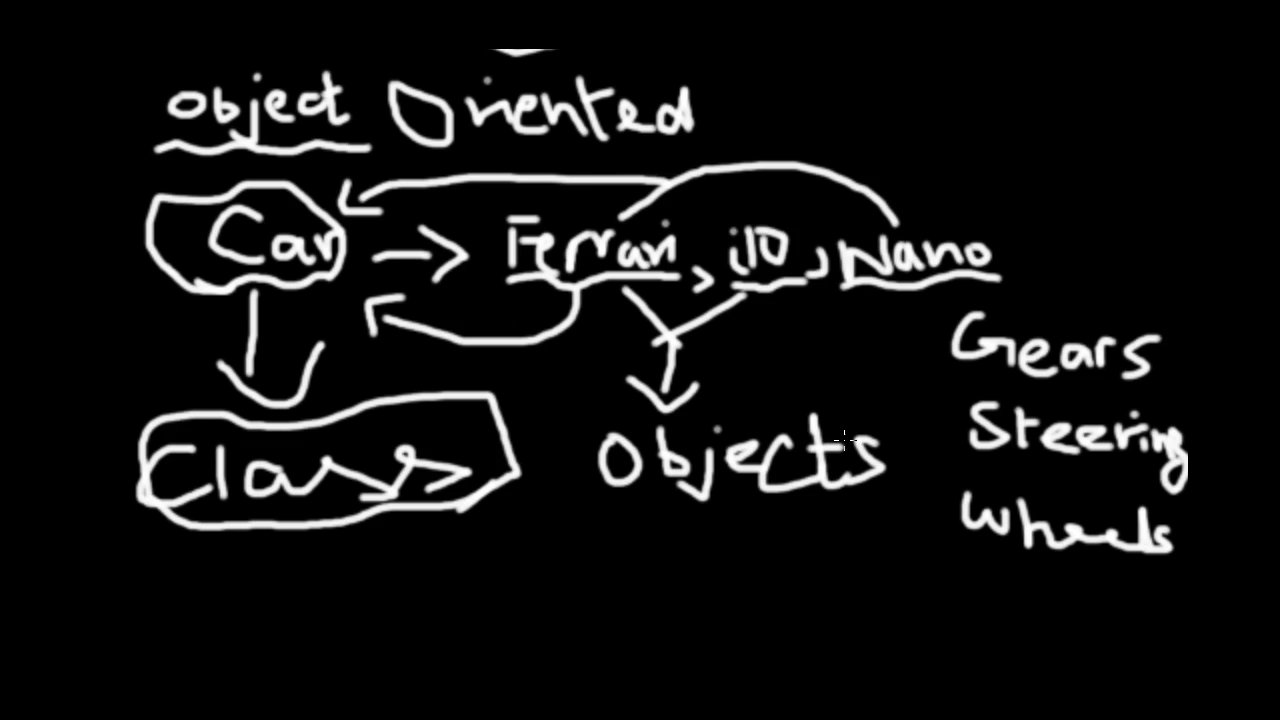 Object Oriented
Car Ferrari, i10, Nano
Gears
Class Objects Steering
Wheels